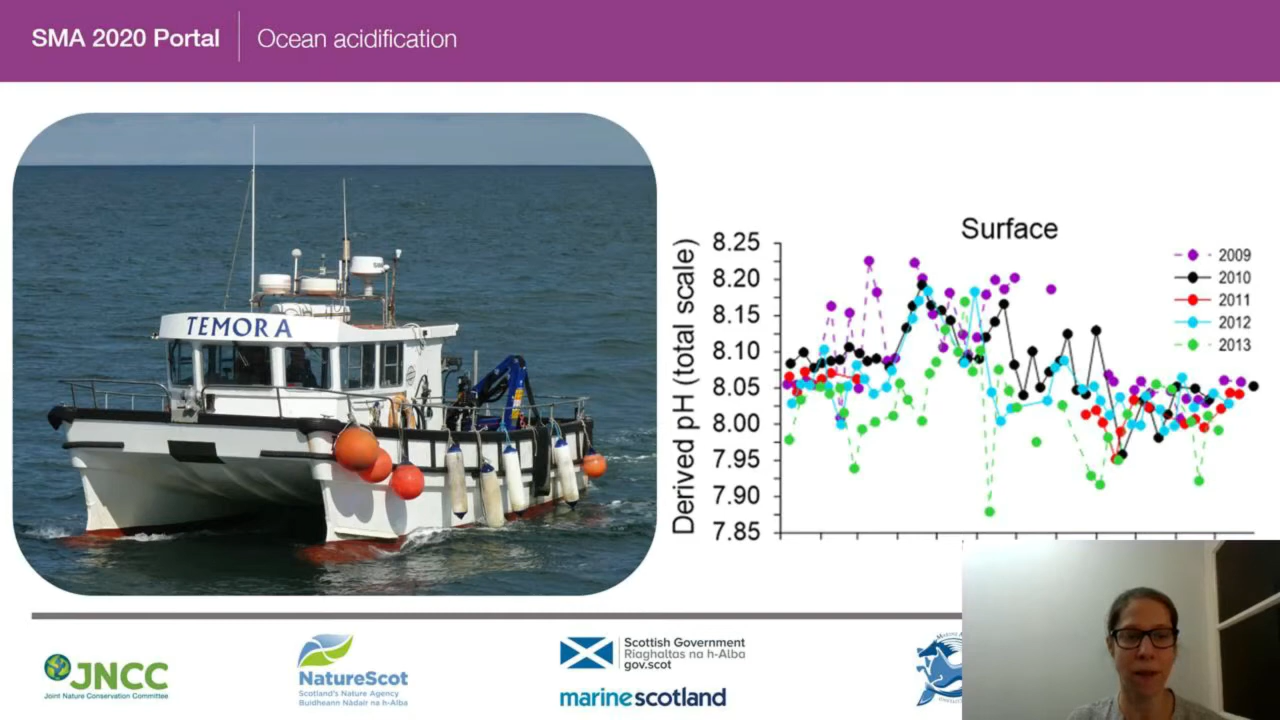 SMA 2020 Portal
Ocean acidification
TEMORA
Surface
Derived pH (total scale)
8.25
8.20
8.15
8.10
8.05
8.00
7.95
7.90
7.85
2009
2010
2011
2012
2013
JNCC
Joint Nature Conservation Committee
NatureScot
Scotland's Nature Agency
Buidheann Nàdair na h-Alba
Scottish Government
Riaghaltas na h-Alba
gov.scot
marinescotland